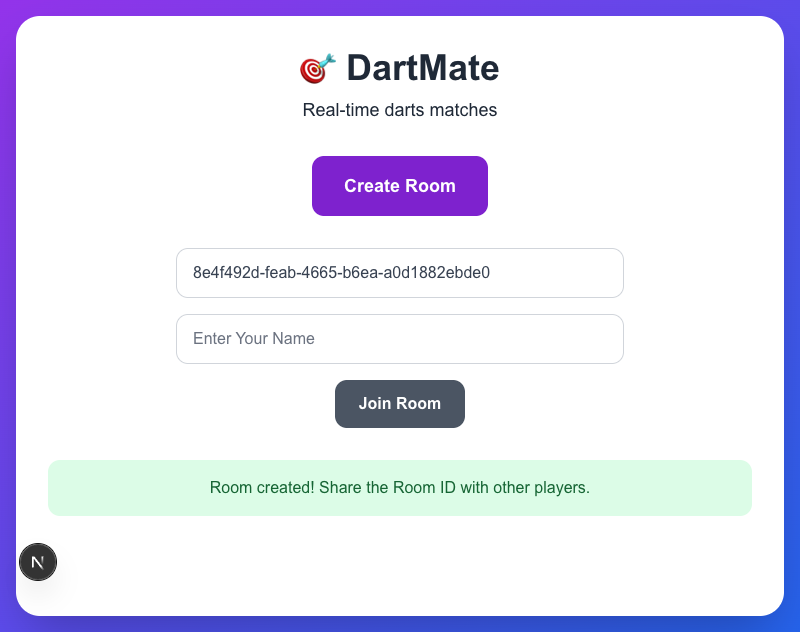 🎯 DartMate
Real-time darts matches
Create Room
8e4f492d-feab-4665-b6ea-a0d1882ebde0
Enter Your Name
Join Room
Room created! Share the Room ID with other players.
N